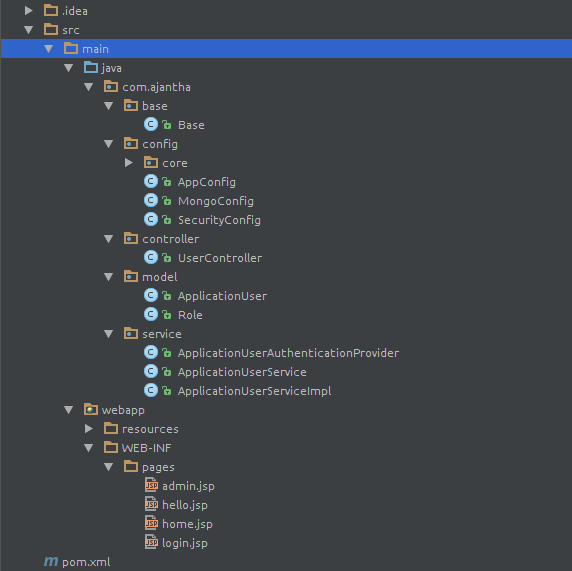 .idea
src
main
java
com.ajantha
base
Base
config
core
AppConfig
MongoConfig
SecurityConfig
controller
UserController
model
ApplicationUser
Role
service
ApplicationUserAuthenticationProvider
ApplicationUserService
ApplicationUserServiceImpl
webapp
resources
WEB-INF
pages
admin.jsp
hello.jsp
home.jsp
login.jsp
pom.xml